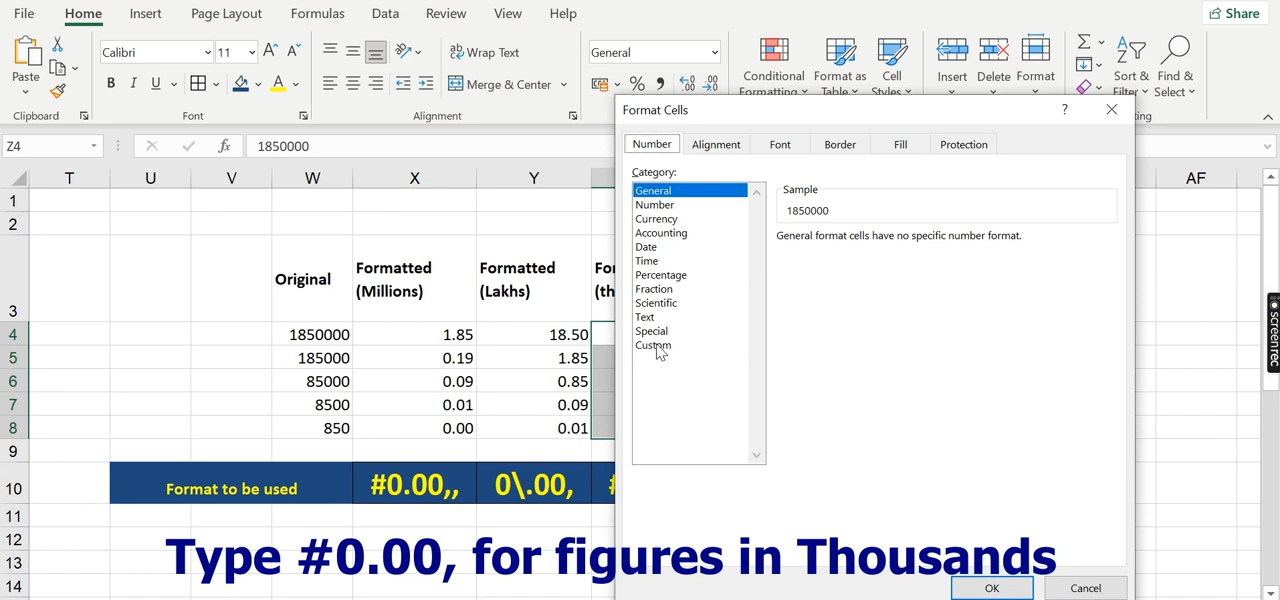 File Home Insert Page Layout Formulas Data Review View Help Share
Calibri 11 Wrap Text General
Paste B I U Merge & Center % Conditional Formatting Format as Table Cell Styles Insert Delete Format Sort & Filter Find & Select
Clipboard Font Alignment
Format Cells ?
Z4 fx 1850000
Number Alignment Font Border Fill Protection
T U V W X Y AF
Category:
General
Number
Currency
Accounting
Date
Time
Percentage
Fraction
Scientific
Text
Special
Custom
Sample
1850000
General format cells have no specific number format.
1
2
3 Original Formatted (Millions) Formatted (Lakhs)
4 1850000 1.85 18.50
5 185000 0.19 1.85
6 85000 0.09 0.85
7 8500 0.01 0.09
8 850 0.00 0.01
9
10 Format to be used #0.00,, 0\.00,
11
12
13
14
Type #0.00, for figures in Thousands
OK Cancel
screenrec